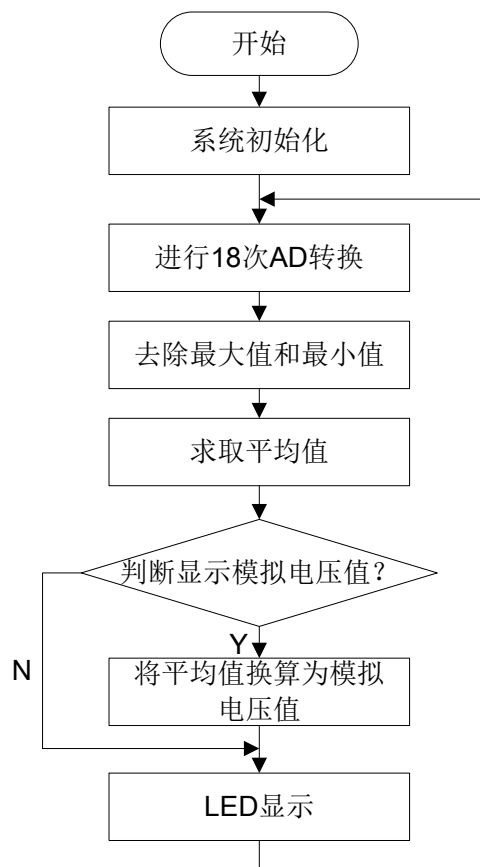 开始
系统初始化
进行18次AD转换
去除最大值和最小值
求取平均值
判断显示模拟电压值？
Y
N
将平均值换算为模拟
电压值
LED显示